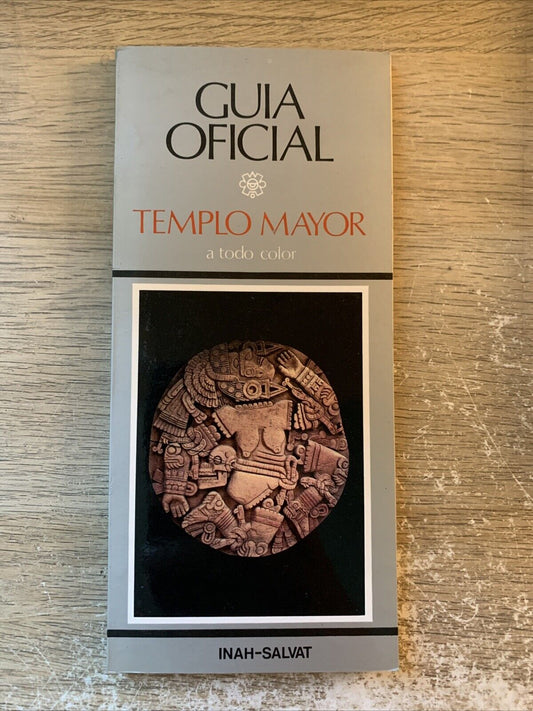 GUIA
OFICIAL
TEMPLO MAYOR
a todo color
INAH-SALVAT